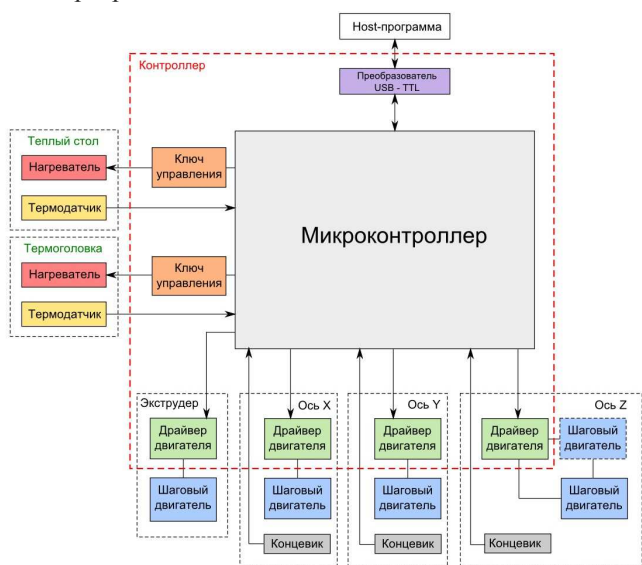 Host-программа
Контроллер
Преобразователь
USB - TTL
Теплый стол
Нагреватель
Ключ
управления
Термодатчик
Микроконтроллер
Термоголовка
Нагреватель
Ключ
управления
Термодатчик
Экструдер
Ось X
Ось Y
Ось Z
Драйвер
двигателя
Драйвер
двигателя
Драйвер
двигателя
Драйвер
двигателя
Шаговый
двигатель
Шаговый
двигатель
Шаговый
двигатель
Шаговый
двигатель
Шаговый
двигатель
Концевик
Концевик
Концевик